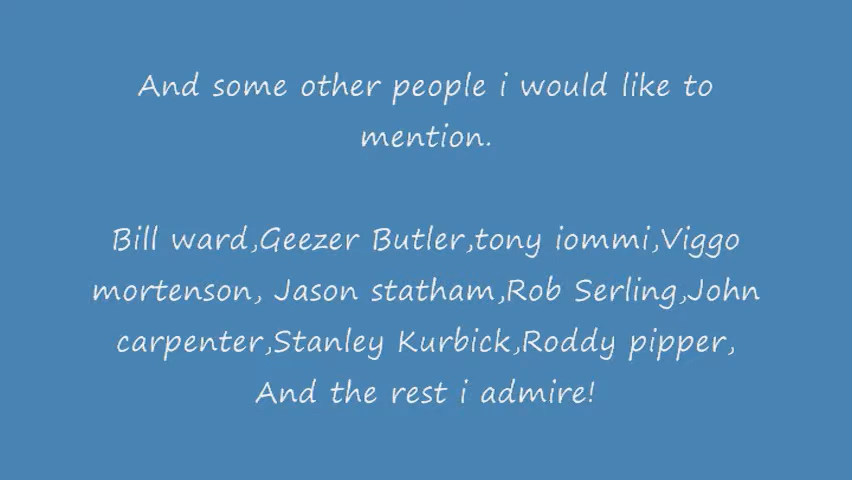 And some other people i would like to
mention.
Bill ward,Geezer Butler,tony iommi,Viggo
mortenson, Jason statham,Rob Serling,John
carpenter,Stanley Kurbick,Roddy pipper,
And the rest i admire!